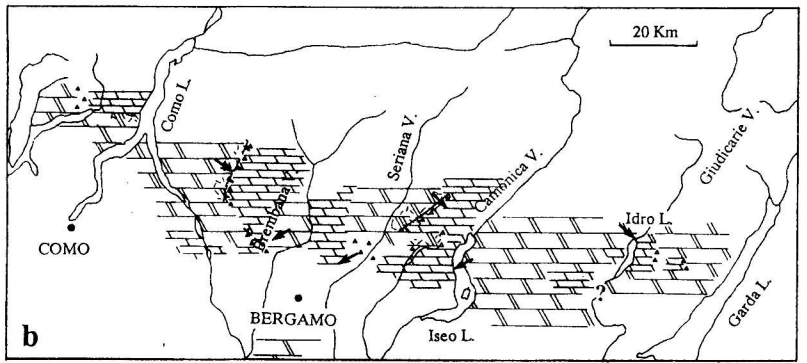 20 Km
Como L.
Seriana V.
Camonica V.
Giudicarie V.
Brembana V.
Idro L.
COMO
?
Garda L.
BERGAMO
Iseo L.
b